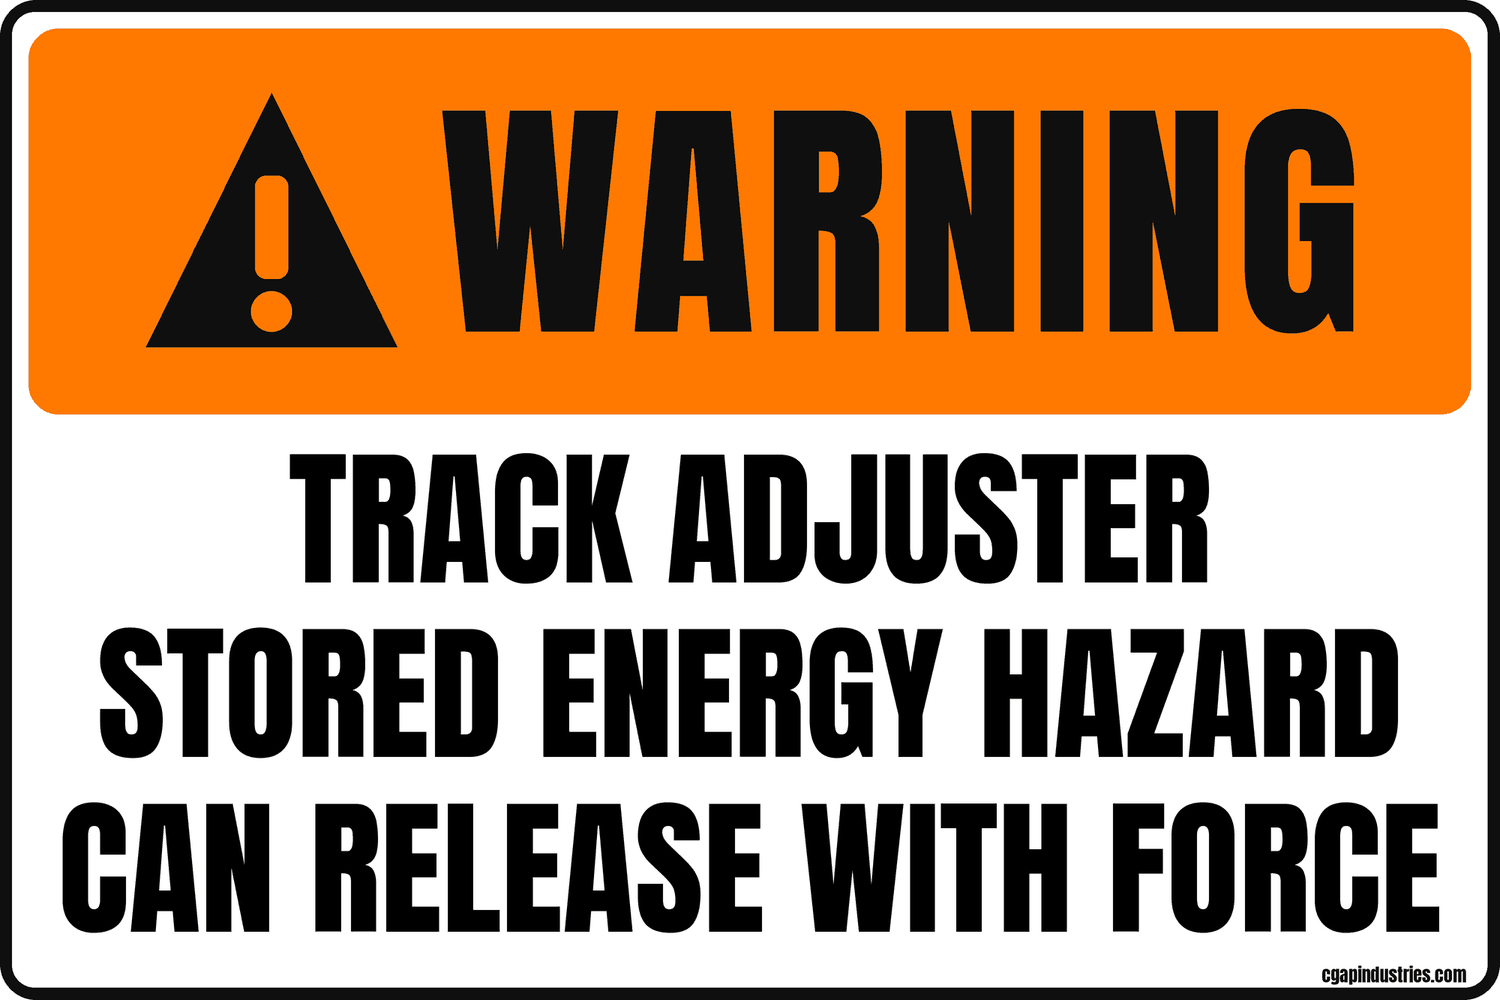 WARNING
TRACK ADJUSTER
STORED ENERGY HAZARD
CAN RELEASE WITH FORCE
cgapindustries.com